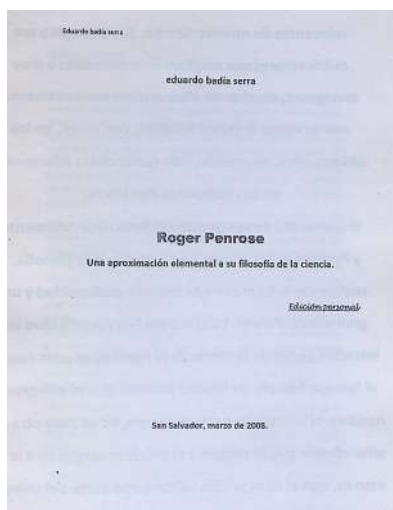 Eduardo badía serra
eduardo badía serra
Roger Penrose
Una aproximación elemental a su filosofía de la ciencia.
Edición personal
San Salvador, marzo de 2008.